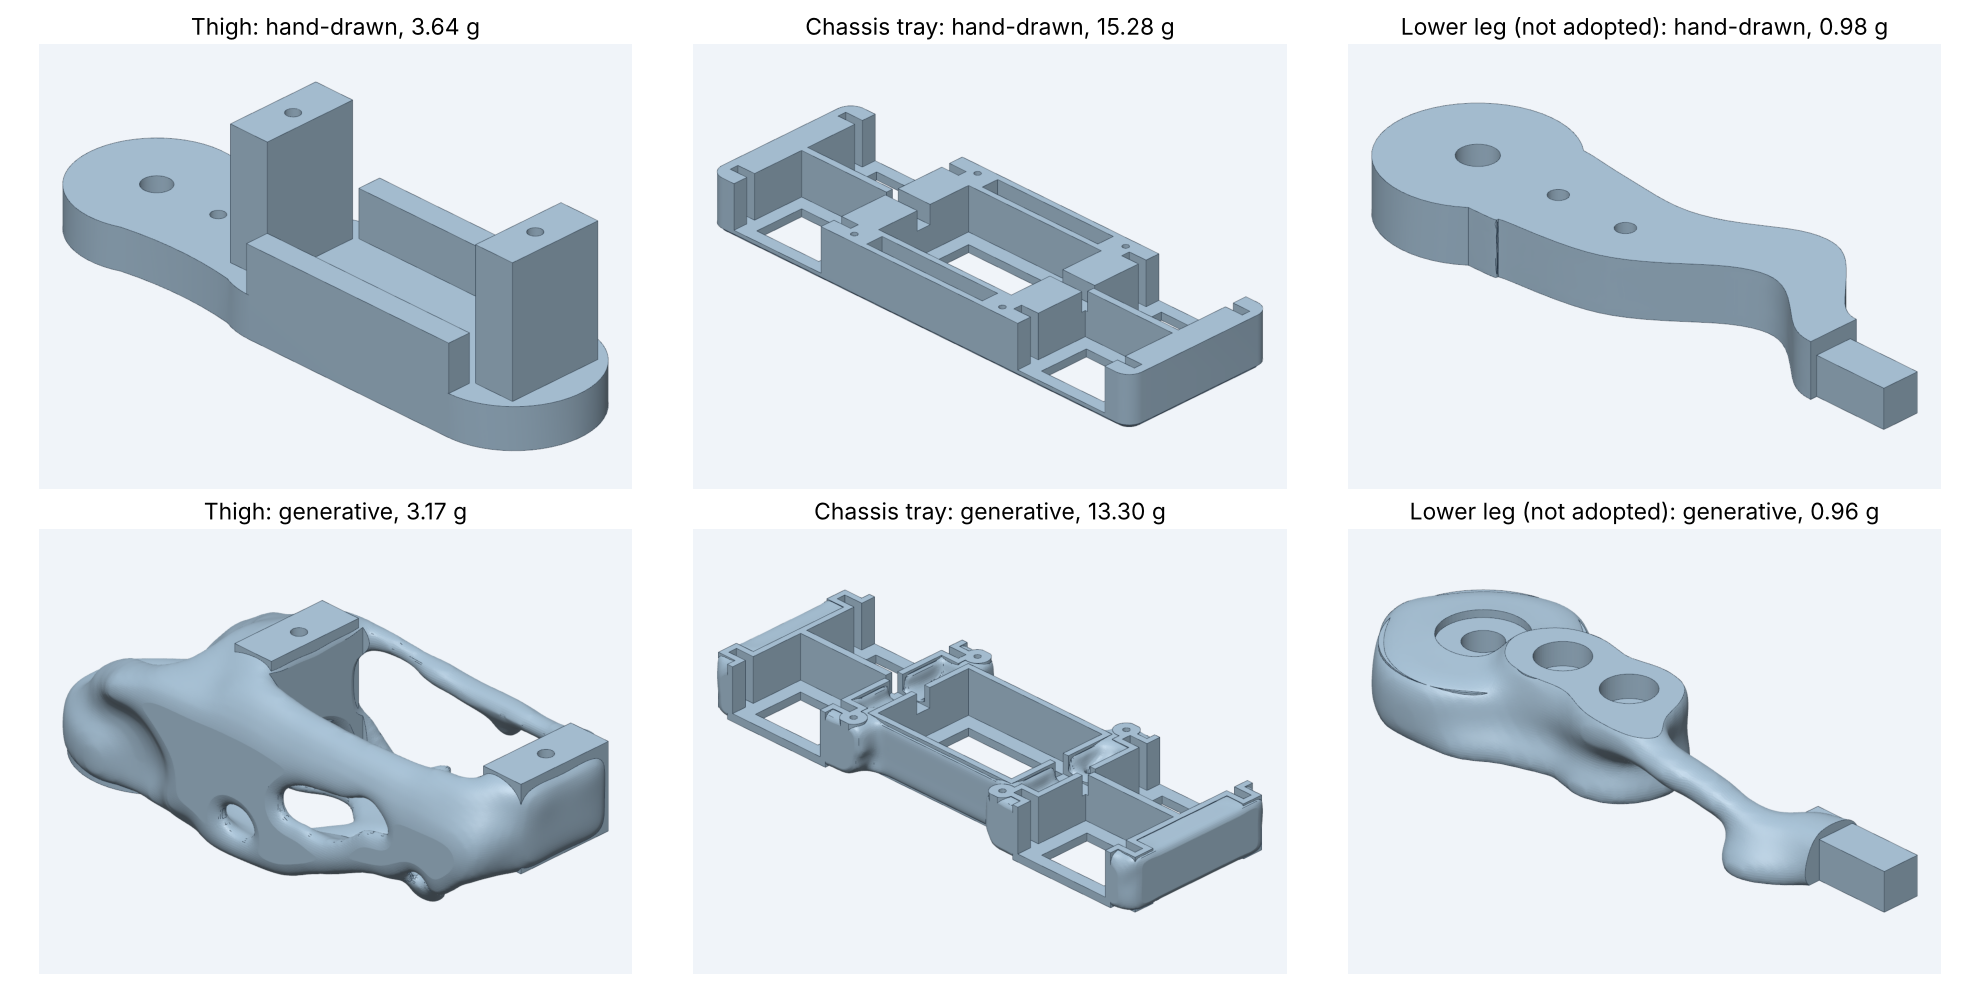 Thigh: hand-drawn, 3.64 g
Chassis tray: hand-drawn, 15.28 g
Lower leg (not adopted): hand-drawn, 0.98 g
Thigh: generative, 3.17 g
Chassis tray: generative, 13.30 g
Lower leg (not adopted): generative, 0.96 g